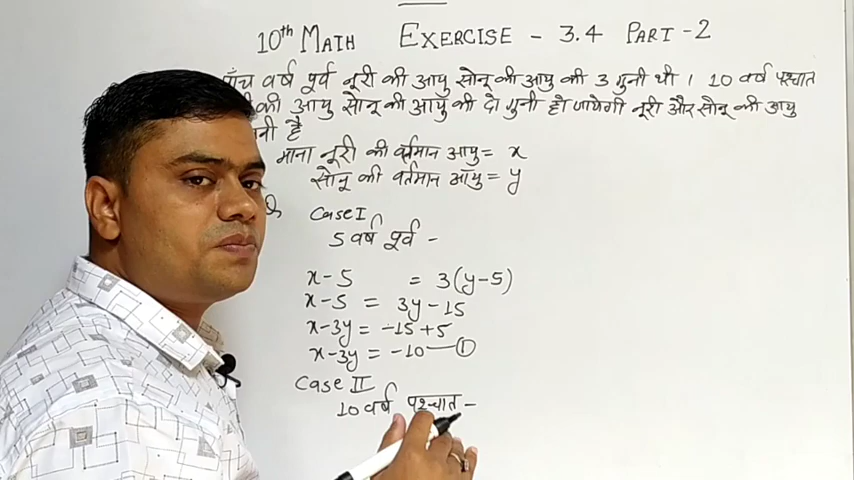 10th MATH EXERCISE - 3.4 PART-2
पाँच वर्ष पूर्व नूरी की आयु सोनू की आयु की 3 गुनी थी । 10 वर्ष पश्चात
की आयु सोनू की आयु की दो गुनी हो जायेगी नूरी और सोनू की आयु
है
माना नूरी की वर्तमान आयु = x
सोनू की वर्तमान आयु = y
Case I
5 वर्ष पूर्व -
x-5 = 3(y-5)
x-5 = 3y-15
x-3y = -15+5
x-3y = -10 —①
Case II
10 वर्ष पश्चात -